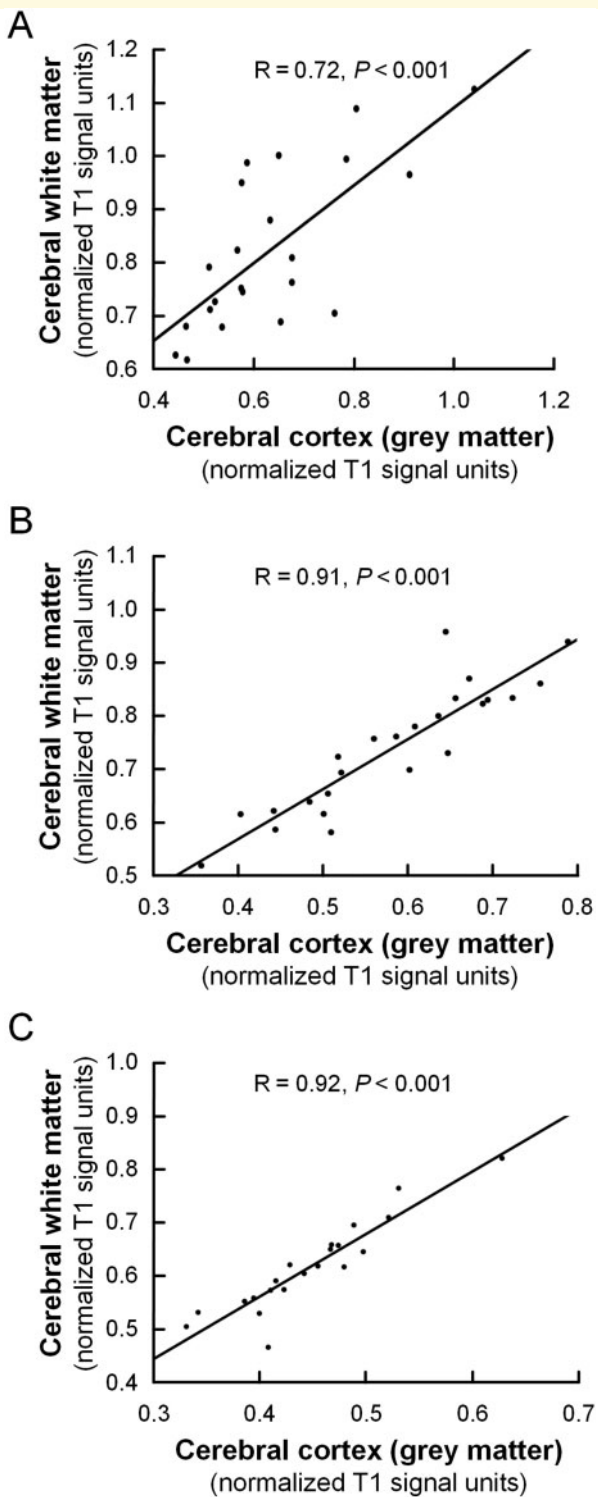 A
R = 0.72, P < 0.001
Cerebral white matter
(normalized T1 signal units)
1.2
1.1
1.0
0.9
0.8
0.7
0.6
0.4
0.6
0.8
1.0
1.2
Cerebral cortex (grey matter)
(normalized T1 signal units)
B
R = 0.91, P < 0.001
Cerebral white matter
(normalized T1 signal units)
1.1
1.0
0.9
0.8
0.7
0.6
0.5
0.3
0.4
0.5
0.6
0.7
0.8
Cerebral cortex (grey matter)
(normalized T1 signal units)
C
R = 0.92, P < 0.001
Cerebral white matter
(normalized T1 signal units)
1.0
0.9
0.8
0.7
0.6
0.5
0.4
0.3
0.4
0.5
0.6
0.7
Cerebral cortex (grey matter)
(normalized T1 signal units)